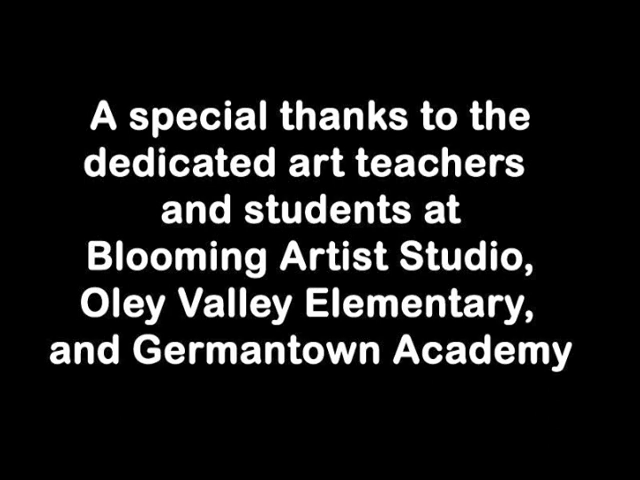 A special thanks to the
dedicated art teachers
and students at
Blooming Artist Studio,
Oley Valley Elementary,
and Germantown Academy